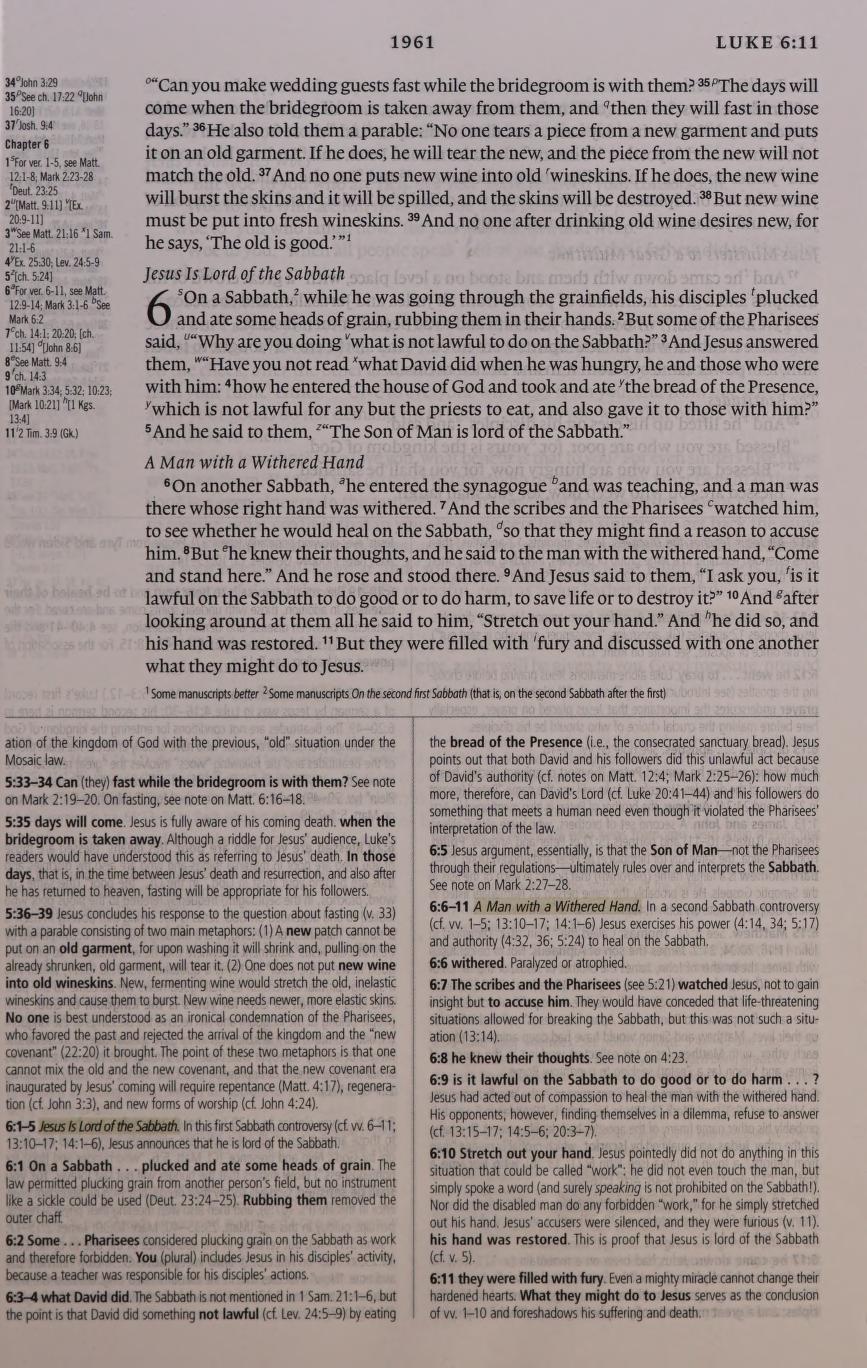 1961
LUKE 6:11
34 o John 3:29
35 p See ch. 17:22 q [John
16:20]
37 r Josh. 9:4
Chapter 6
1 s For ver. 1-5, see Matt.
12:1-8; Mark 2:23-28
t Deut. 23:25
2 u [Matt. 9:11] v [Ex.
20:9-11]
3 w See Matt. 21:16 x 1 Sam.
21:1-6
4 y Ex. 25:30; Lev. 24:5-9
5 z [ch. 5:24]
6 a For ver. 6-11, see Matt.
12:9-14; Mark 3:1-6 b See
Mark 6:2
7 c ch. 14:1; 20:20; [ch.
11:54] d [John 8:6]
8 e See Matt. 9:4
9 f ch. 14:3
10 g Mark 3:34; 5:32; 10:23;
[Mark 10:21] h [1 Kgs.
13:4]
11 i 2 Tim. 3:9 (Gk.)
o “Can you make wedding guests fast while the bridegroom is with them? 35 p The days will
come when the bridegroom is taken away from them, and q then they will fast in those
days.” 36 He also told them a parable: “No one tears a piece from a new garment and puts
it on an old garment. If he does, he will tear the new, and the piece from the new will not
match the old. 37 And no one puts new wine into old r wineskins. If he does, the new wine
will burst the skins and it will be spilled, and the skins will be destroyed. 38 But new wine
must be put into fresh wineskins. 39 And no one after drinking old wine desires new, for
he says, ‘The old is good.’ ” 1
Jesus Is Lord of the Sabbath
6 s On a Sabbath, 2 while he was going through the grainfields, his disciples t plucked
and ate some heads of grain, rubbing them in their hands. 2 But some of the Pharisees
said, u “Why are you doing v what is not lawful to do on the Sabbath?” 3 And Jesus answered
them, w “Have you not read x what David did when he was hungry, he and those who were
with him: 4 how he entered the house of God and took and ate y the bread of the Presence,
y which is not lawful for any but the priests to eat, and also gave it to those with him?”
5 And he said to them, z “The Son of Man is lord of the Sabbath.”
A Man with a Withered Hand
6 On another Sabbath, a he entered the synagogue b and was teaching, and a man was
there whose right hand was withered. 7 And the scribes and the Pharisees c watched him,
to see whether he would heal on the Sabbath, d so that they might find a reason to accuse
him. 8 But e he knew their thoughts, and he said to the man with the withered hand, “Come
and stand here.” And he rose and stood there. 9 And Jesus said to them, “I ask you, f is it
lawful on the Sabbath to do good or to do harm, to save life or to destroy it?” 10 And g after
looking around at them all he said to him, “Stretch out your hand.” And h he did so, and
his hand was restored. 11 But they were filled with i fury and discussed with one another
what they might do to Jesus.
1 Some manuscripts better 2 Some manuscripts On the second first Sabbath (that is, on the second Sabbath after the first)
ation of the kingdom of God with the previous, “old” situation under the
Mosaic law.
5:33–34 Can (they) fast while the bridegroom is with them? See note
on Mark 2:19–20. On fasting, see note on Matt. 6:16–18.
5:35 days will come. Jesus is fully aware of his coming death. when the
bridegroom is taken away. Although a riddle for Jesus’ audience, Luke’s
readers would have understood this as referring to Jesus’ death. In those
days, that is, in the time between Jesus’ death and resurrection, and also after
he has returned to heaven, fasting will be appropriate for his followers.
5:36–39 Jesus concludes his response to the question about fasting (v. 33)
with a parable consisting of two main metaphors: (1) A new patch cannot be
put on an old garment, for upon washing it will shrink and, pulling on the
already shrunken, old garment, will tear it. (2) One does not put new wine
into old wineskins. New, fermenting wine would stretch the old, inelastic
wineskins and cause them to burst. New wine needs newer, more elastic skins.
No one is best understood as an ironical condemnation of the Pharisees,
who favored the past and rejected the arrival of the kingdom and the “new
covenant” (22:20) it brought. The point of these two metaphors is that one
cannot mix the old and the new covenant, and that the new covenant era
inaugurated by Jesus’ coming will require repentance (Matt. 4:17), regenera-
tion (cf. John 3:3), and new forms of worship (cf. John 4:24).
6:1–5 Jesus Is Lord of the Sabbath. In this first Sabbath controversy (cf. vv. 6–11;
13:10–17; 14:1–6), Jesus announces that he is lord of the Sabbath.
6:1 On a Sabbath . . . plucked and ate some heads of grain. The
law permitted plucking grain from another person’s field, but no instrument
like a sickle could be used (Deut. 23:24–25). Rubbing them removed the
outer chaff.
6:2 Some . . . Pharisees considered plucking grain on the Sabbath as work
and therefore forbidden. You (plural) includes Jesus in his disciples’ activity,
because a teacher was responsible for his disciples’ actions.
6:3–4 what David did. The Sabbath is not mentioned in 1 Sam. 21:1–6, but
the point is that David did something not lawful (cf. Lev. 24:5–9) by eating
the bread of the Presence (i.e., the consecrated sanctuary bread). Jesus
points out that both David and his followers did this unlawful act because
of David’s authority (cf. notes on Matt. 12:4; Mark 2:25–26): how much
more, therefore, can David’s Lord (cf. Luke 20:41–44) and his followers do
something that meets a human need even though it violated the Pharisees’
interpretation of the law.
6:5 Jesus argument, essentially, is that the Son of Man—not the Pharisees
through their regulations—ultimately rules over and interprets the Sabbath.
See note on Mark 2:27–28.
6:6–11 A Man with a Withered Hand. In a second Sabbath controversy
(cf. vv. 1–5; 13:10–17; 14:1–6) Jesus exercises his power (4:14, 34; 5:17)
and authority (4:32, 36; 5:24) to heal on the Sabbath.
6:6 withered. Paralyzed or atrophied.
6:7 The scribes and the Pharisees (see 5:21) watched Jesus, not to gain
insight but to accuse him. They would have conceded that life-threatening
situations allowed for breaking the Sabbath, but this was not such a situ-
ation (13:14).
6:8 he knew their thoughts. See note on 4:23.
6:9 is it lawful on the Sabbath to do good or to do harm . . . ?
Jesus had acted out of compassion to heal the man with the withered hand.
His opponents, however, finding themselves in a dilemma, refuse to answer
(cf. 13:15–17; 14:5–6; 20:3–7).
6:10 Stretch out your hand. Jesus pointedly did not do anything in this
situation that could be called “work”: he did not even touch the man, but
simply spoke a word (and surely speaking is not prohibited on the Sabbath!).
Nor did the disabled man do any forbidden “work,” for he simply stretched
out his hand. Jesus’ accusers were silenced, and they were furious (v. 11).
his hand was restored. This is proof that Jesus is lord of the Sabbath
(cf. v. 5).
6:11 they were filled with fury. Even a mighty miracle cannot change their
hardened hearts. What they might do to Jesus serves as the conclusion
of vv. 1–10 and foreshadows his suffering and death.